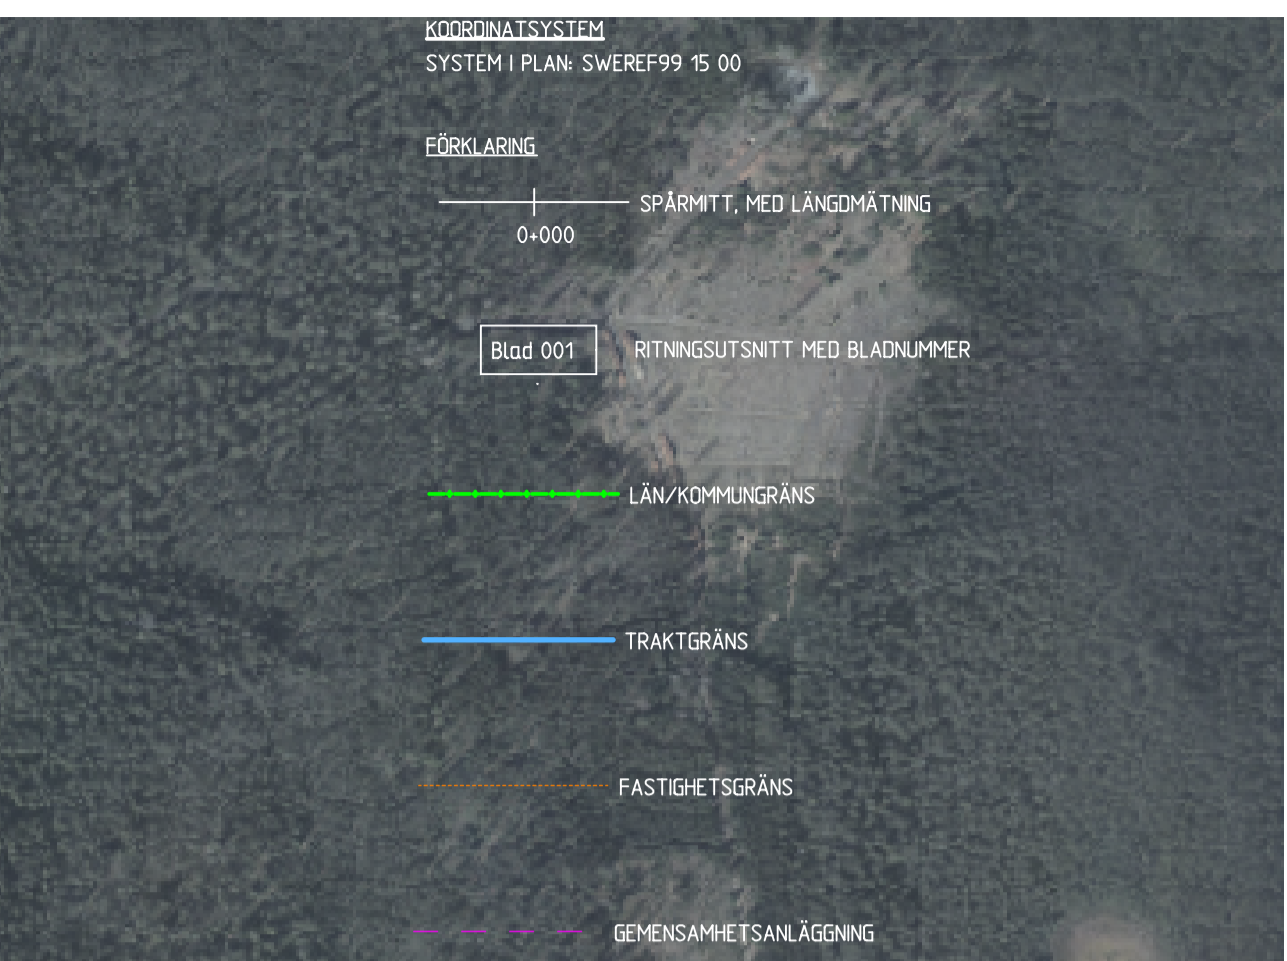 KOORDINATSYSTEM
SYSTEM I PLAN: SWEREF99 15 00
FÖRKLARING
SPÅRMITT, MED LÄNGDMÄTNING
0+000
Blad 001
RITNINGSUTSNITT MED BLADNUMMER
LÄN/KOMMUNGRÄNS
TRAKTGRÄNS
FASTIGHETSGRÄNS
GEMENSAMHETSANLÄGGNING